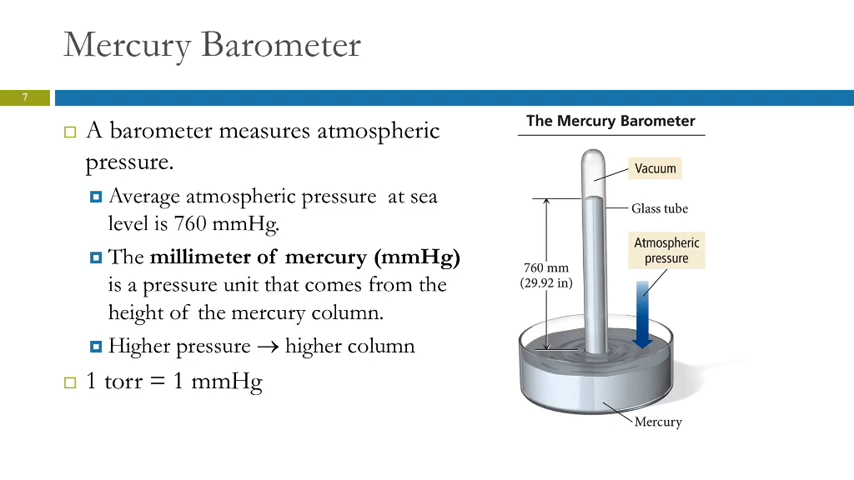 Mercury Barometer
7
A barometer measures atmospheric
pressure.
Average atmospheric pressure at sea
level is 760 mmHg.
The millimeter of mercury (mmHg)
is a pressure unit that comes from the
height of the mercury column.
Higher pressure → higher column
1 torr = 1 mmHg
The Mercury Barometer
Vacuum
Glass tube
Atmospheric
pressure
760 mm
(29.92 in)
Mercury